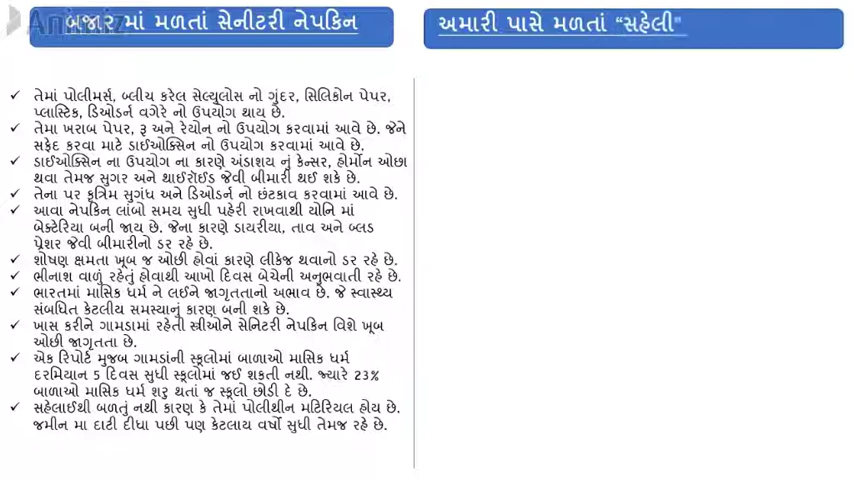 બજાર માં મળતાં સેનીટરી નેપકિન
અમારી પાસે મળતાં “સહેલી"
✓ તેમાં પોલીમર્સ, બ્લીચ કરેલ સેલ્યુલોસ નો ગુંદર, સિલિકોન પેપર,
પ્લાસ્ટિક, ડિઓડર્ન વગેરે નો ઉપયોગ થાય છે.
✓ તેમા ખરાબ પેપર, રૂ અને રેયોન નો ઉપયોગ કરવામાં આવે છે. જેને
સફેદ કરવા માટે ડાઈઓક્સિન નો ઉપયોગ કરવામાં આવે છે.
✓ ડાઈઓક્સિન ના ઉપયોગ ના કારણે અંડાશય નું કેન્સર, હોર્મોન ઓછા
થવા તેમજ સુગર અને થાઈરૉઈડ જેવી બીમારી થઈ શકે છે.
✓ તેના પર કૃત્રિમ સુગંધ અને ડિઓડર્ન નો છંટકાવ કરવામાં આવે છે.
✓ આવા નેપકિન લાંબો સમય સુધી પહેરી રાખવાથી યોનિ માં
બેક્ટેરિયા બની જાય છે. જેના કારણે ડાયરીયા, તાવ અને બ્લડ
પ્રેશર જેવી બીમારીનો ડર રહે છે.
✓ શોષણ ક્ષમતા ખૂબ જ ઓછી હોવાં કારણે લીકેજ થવાનો ડર રહે છે.
✓ ભીનાશ વાળું રહેતું હોવાથી આખો દિવસ બેચેની અનુભવાતી રહે છે.
✓ ભારતમાં માસિક ધર્મ ને લઈને જાગૃતતાનો અભાવ છે. જે સ્વાસ્થ્ય
સંબધિત કેટલીય સમસ્યાનું કારણ બની શકે છે.
✓ ખાસ કરીને ગામડામાં રહેતી સ્ત્રીઓને સેનિટરી નેપકિન વિશે ખૂબ
ઓછી જાગૃતતા છે.
✓ એક રિપોર્ટ મુજબ ગામડાંની સ્કૂલોમાં બાળાઓ માસિક ધર્મ
દરમિયાન 5 દિવસ સુધી સ્કૂલોમાં જઈ શકતી નથી. જ્યારે 23%
બાળાઓ માસિક ધર્મ શરુ થતાં જ સ્કૂલો છોડી દે છે.
✓ સહેલાઈથી બળતું નથી કારણ કે તેમાં પોલીથીન મટિરિયલ હોય છે.
જમીન મા દાટી દીધા પછી પણ કેટલાય વર્ષો સુધી તેમજ રહે છે.